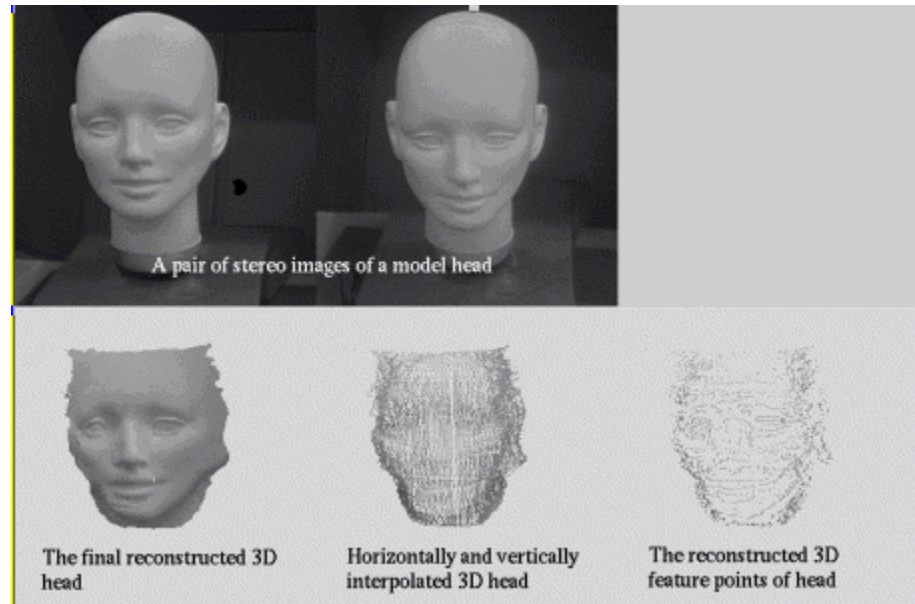 A pair of stereo images of a model head
The final reconstructed 3D
head
Horizontally and vertically
interpolated 3D head
The reconstructed 3D
feature points of head